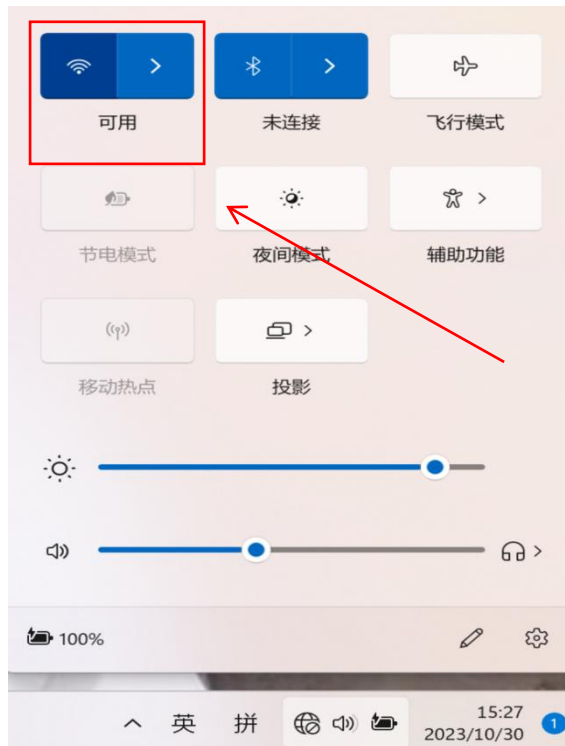 可用
未连接
飞行模式
节电模式
夜间模式
辅助功能
移动热点
投影
100%
英
拼
15:27
2023/10/30
1